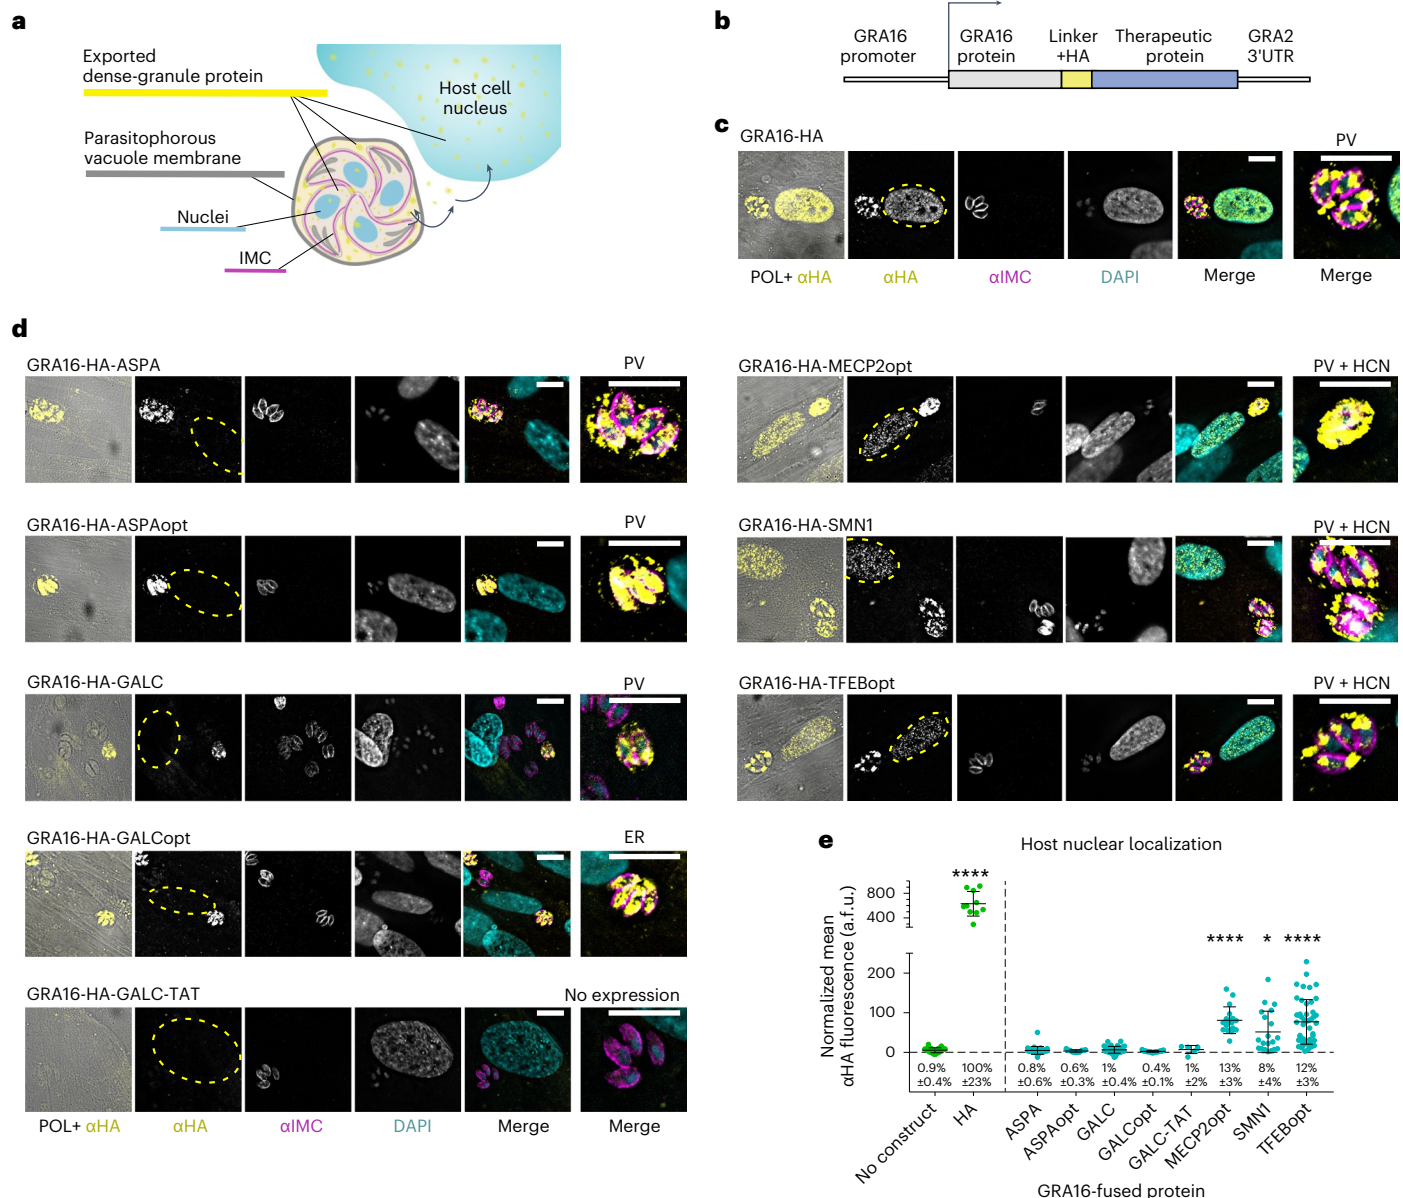 a
Exported
dense-granule protein
Parasitophorous
vacuole membrane
Nuclei
IMC
Host cell
nucleus
b
GRA16
promoter
GRA16
protein
Linker
+HA
Therapeutic
protein
GRA2
3'UTR
c
GRA16-HA
PV
POL+ αHA
αHA
αIMC
DAPI
Merge
Merge
d
GRA16-HA-ASPA
PV
GRA16-HA-ASPAopt
PV
GRA16-HA-GALC
PV
GRA16-HA-GALCopt
ER
GRA16-HA-GALC-TAT
No expression
POL+ αHA
αHA
αIMC
DAPI
Merge
Merge
GRA16-HA-MECP2opt
PV + HCN
GRA16-HA-SMN1
PV + HCN
GRA16-HA-TFEBopt
PV + HCN
e
Host nuclear localization
Normalized mean
αHA fluorescence (a.f.u.)
800
400
200
100
0
****
****
*
****
0.9%
±0.4%
100%
±23%
0.8%
±0.6%
0.6%
±0.3%
1%
±0.4%
0.4%
±0.1%
1%
±2%
13%
±3%
8%
±4%
12%
±3%
No construct
HA
ASPA
ASPAopt
GALC
GALCopt
GALC-TAT
MECP2opt
SMN1
TFEBopt
GRA16-fused protein